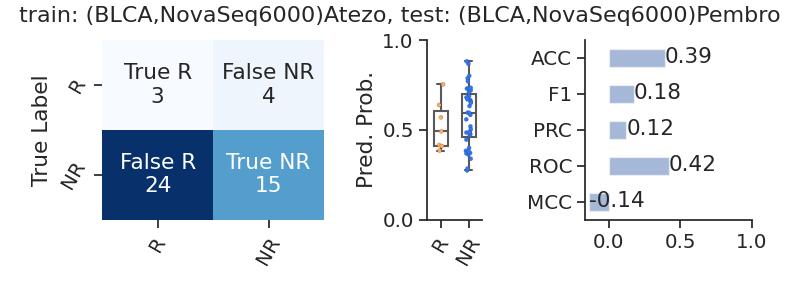 train: (BLCA,NovaSeq6000)Atezo, test: (BLCA,NovaSeq6000)Pembro
True Label
R
NR
True R
3
False NR
4
False R
24
True NR
15
R
NR
Pred. Prob.
1.0
0.5
0.0
R
NR
ACC
0.39
F1
0.18
PRC
0.12
ROC
0.42
MCC
-0.14
0.0
0.5
1.0